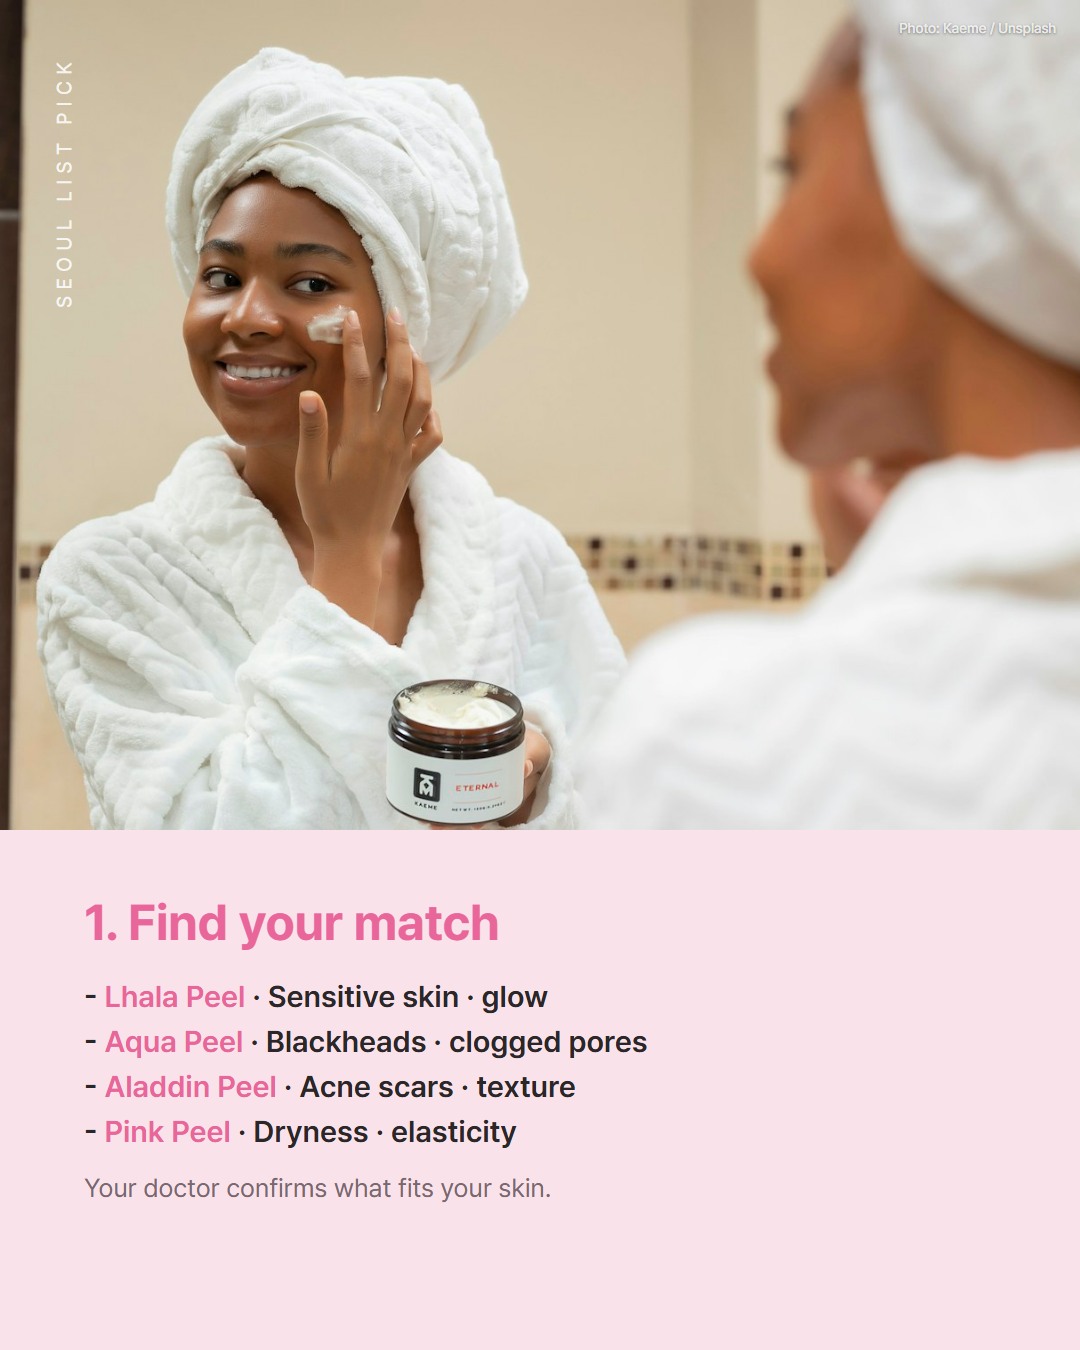 Photo: Kaeme / Unsplash
SEOUL LIST PICK
KAEME
ETERNAL
1. Find your match
- Lhala Peel · Sensitive skin · glow
- Aqua Peel · Blackheads · clogged pores
- Aladdin Peel · Acne scars · texture
- Pink Peel · Dryness · elasticity
Your doctor confirms what fits your skin.